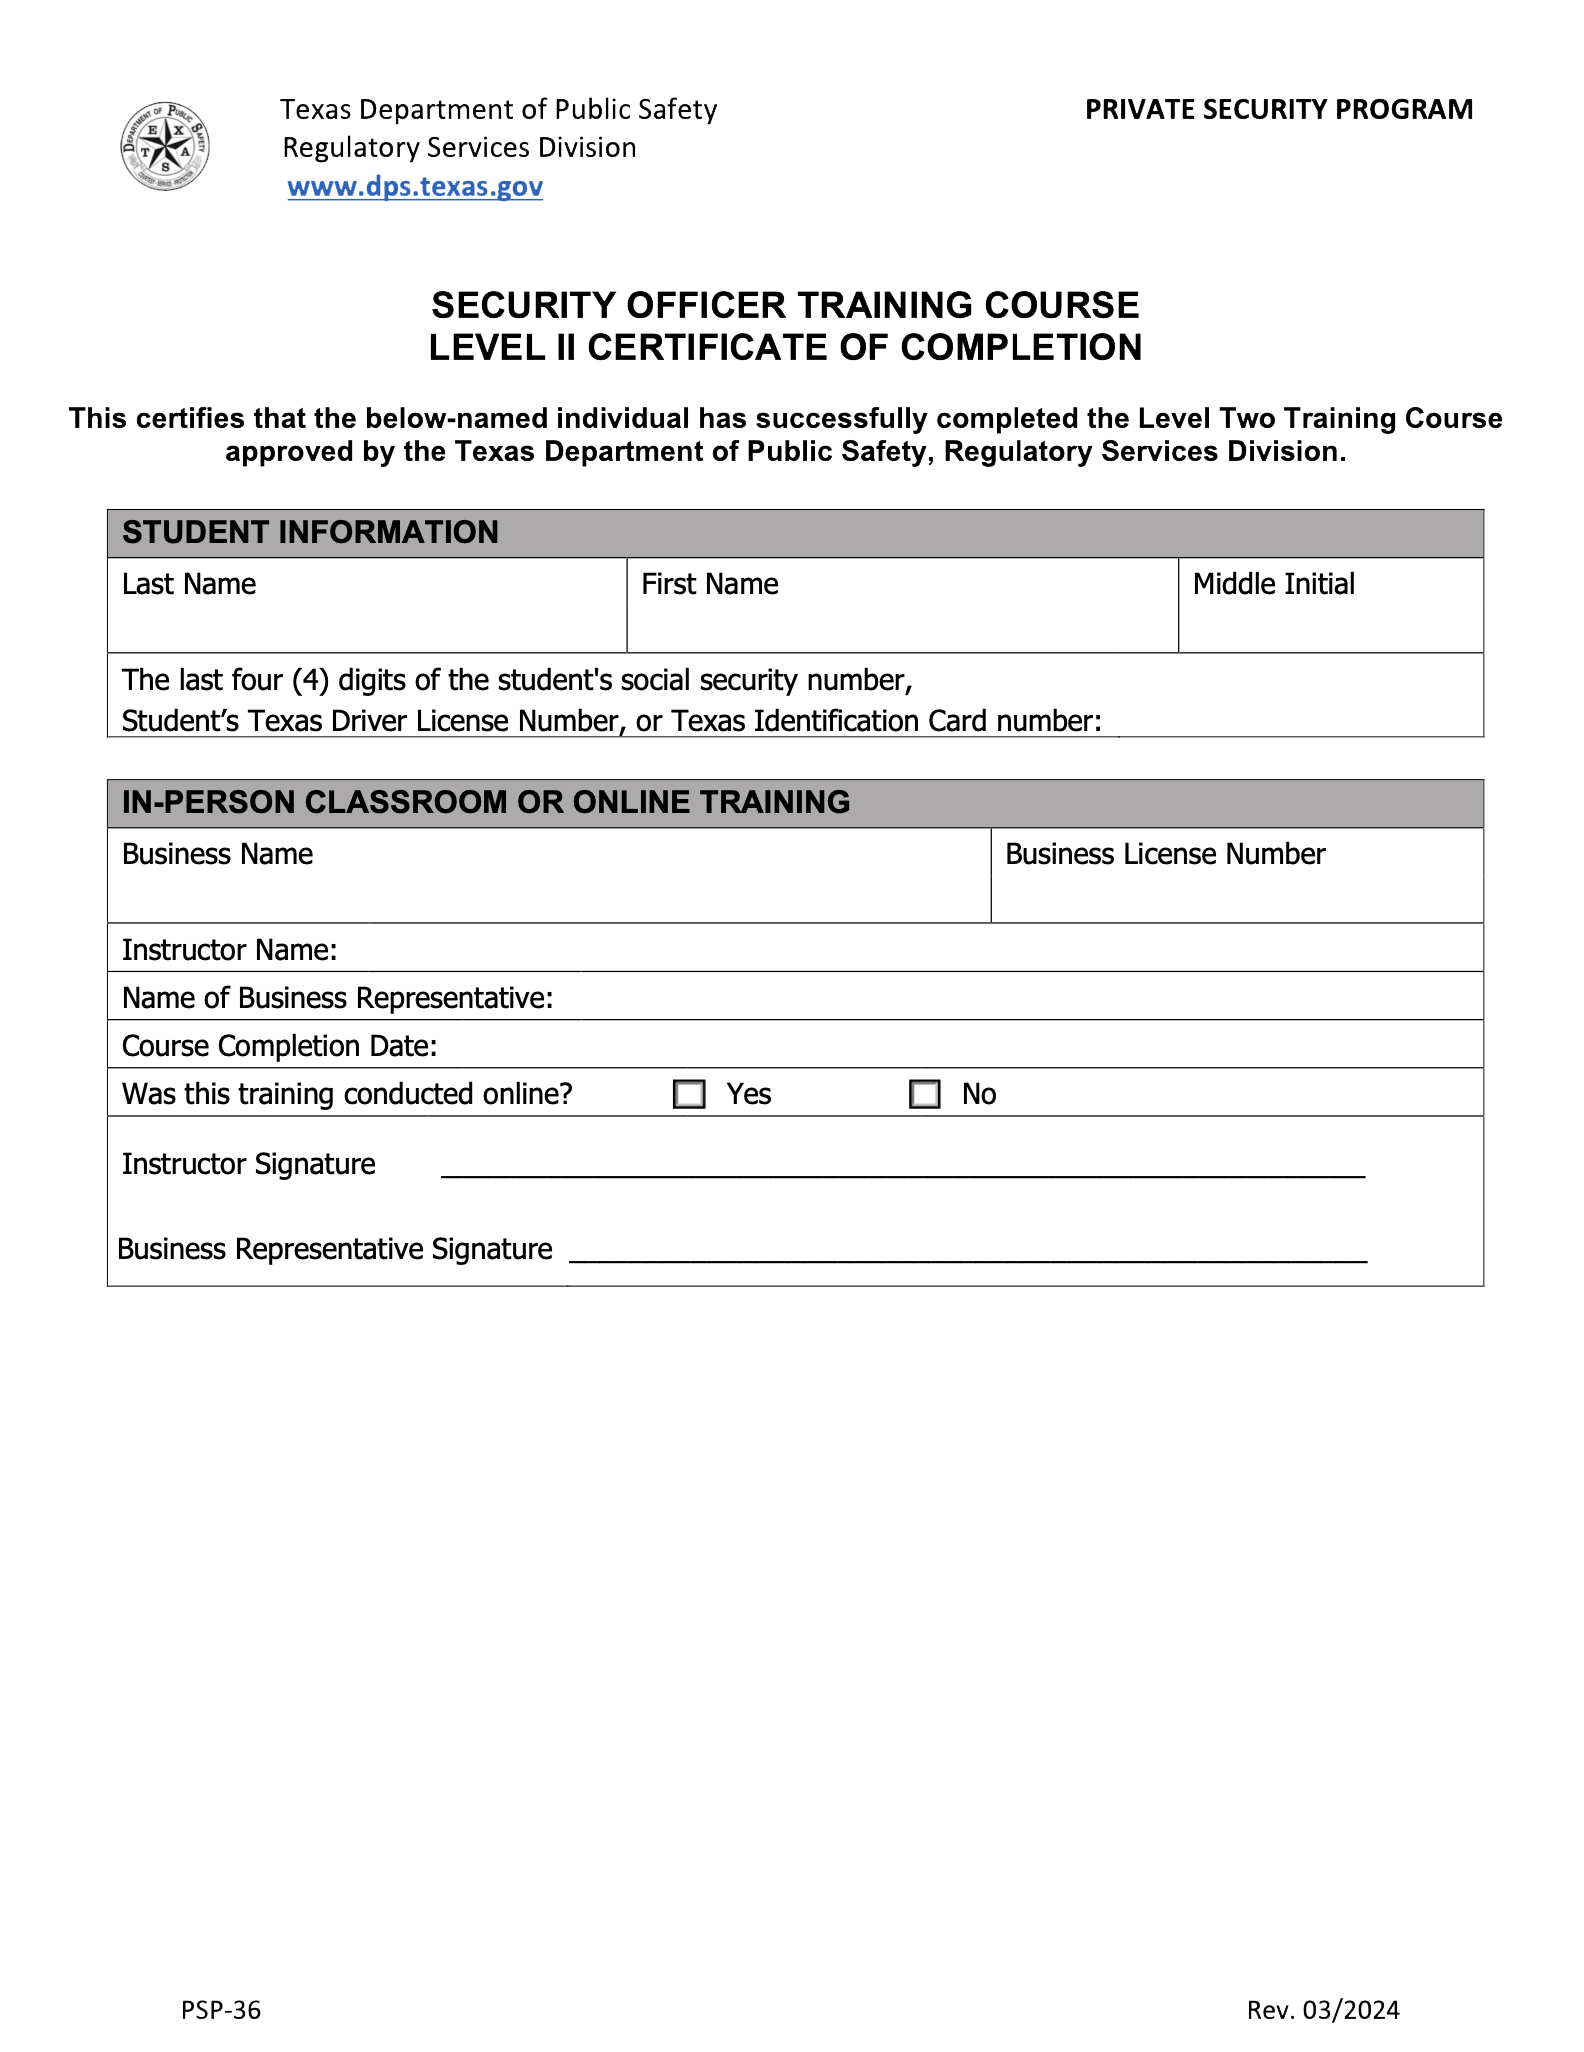 DEPARTMENT OF PUBLIC SAFETY
TEXAS
COURTESY · SERVICE · PROTECTION
Texas Department of Public Safety
PRIVATE SECURITY PROGRAM
Regulatory Services Division
www.dps.texas.gov
SECURITY OFFICER TRAINING COURSE
LEVEL II CERTIFICATE OF COMPLETION
This certifies that the below-named individual has successfully completed the Level Two Training Course
approved by the Texas Department of Public Safety, Regulatory Services Division.
STUDENT INFORMATION
Last Name First Name Middle Initial
The last four (4) digits of the student's social security number,
Student’s Texas Driver License Number, or Texas Identification Card number:
IN-PERSON CLASSROOM OR ONLINE TRAINING
Business Name Business License Number
Instructor Name:
Name of Business Representative:
Course Completion Date:
Was this training conducted online? Yes No
Instructor Signature
Business Representative Signature
PSP-36 Rev. 03/2024